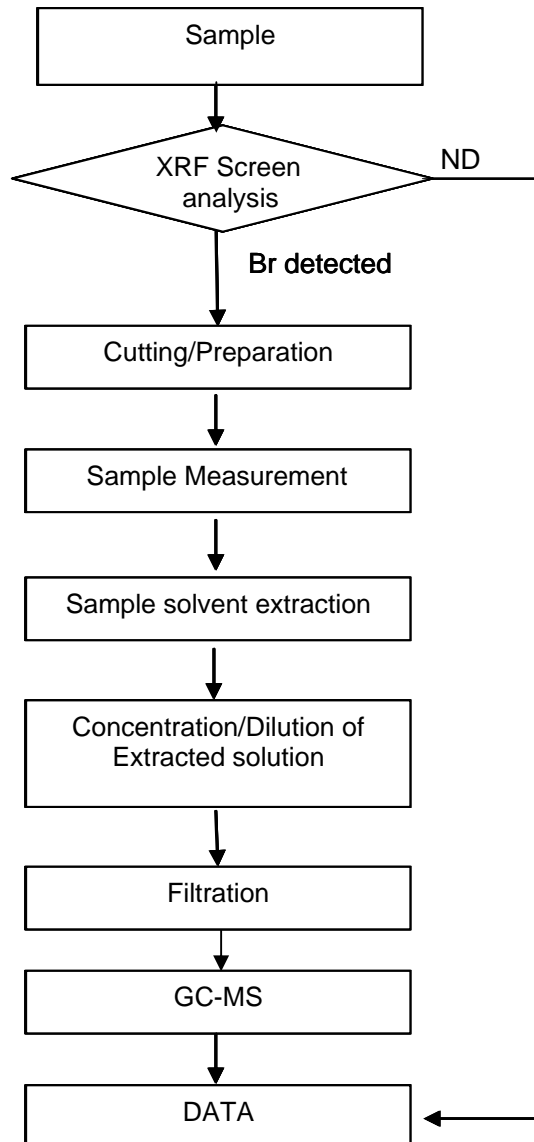 Sample
XRF Screen
analysis
ND
Br detected
Cutting/Preparation
Sample Measurement
Sample solvent extraction
Concentration/Dilution of
Extracted solution
Filtration
GC-MS
DATA